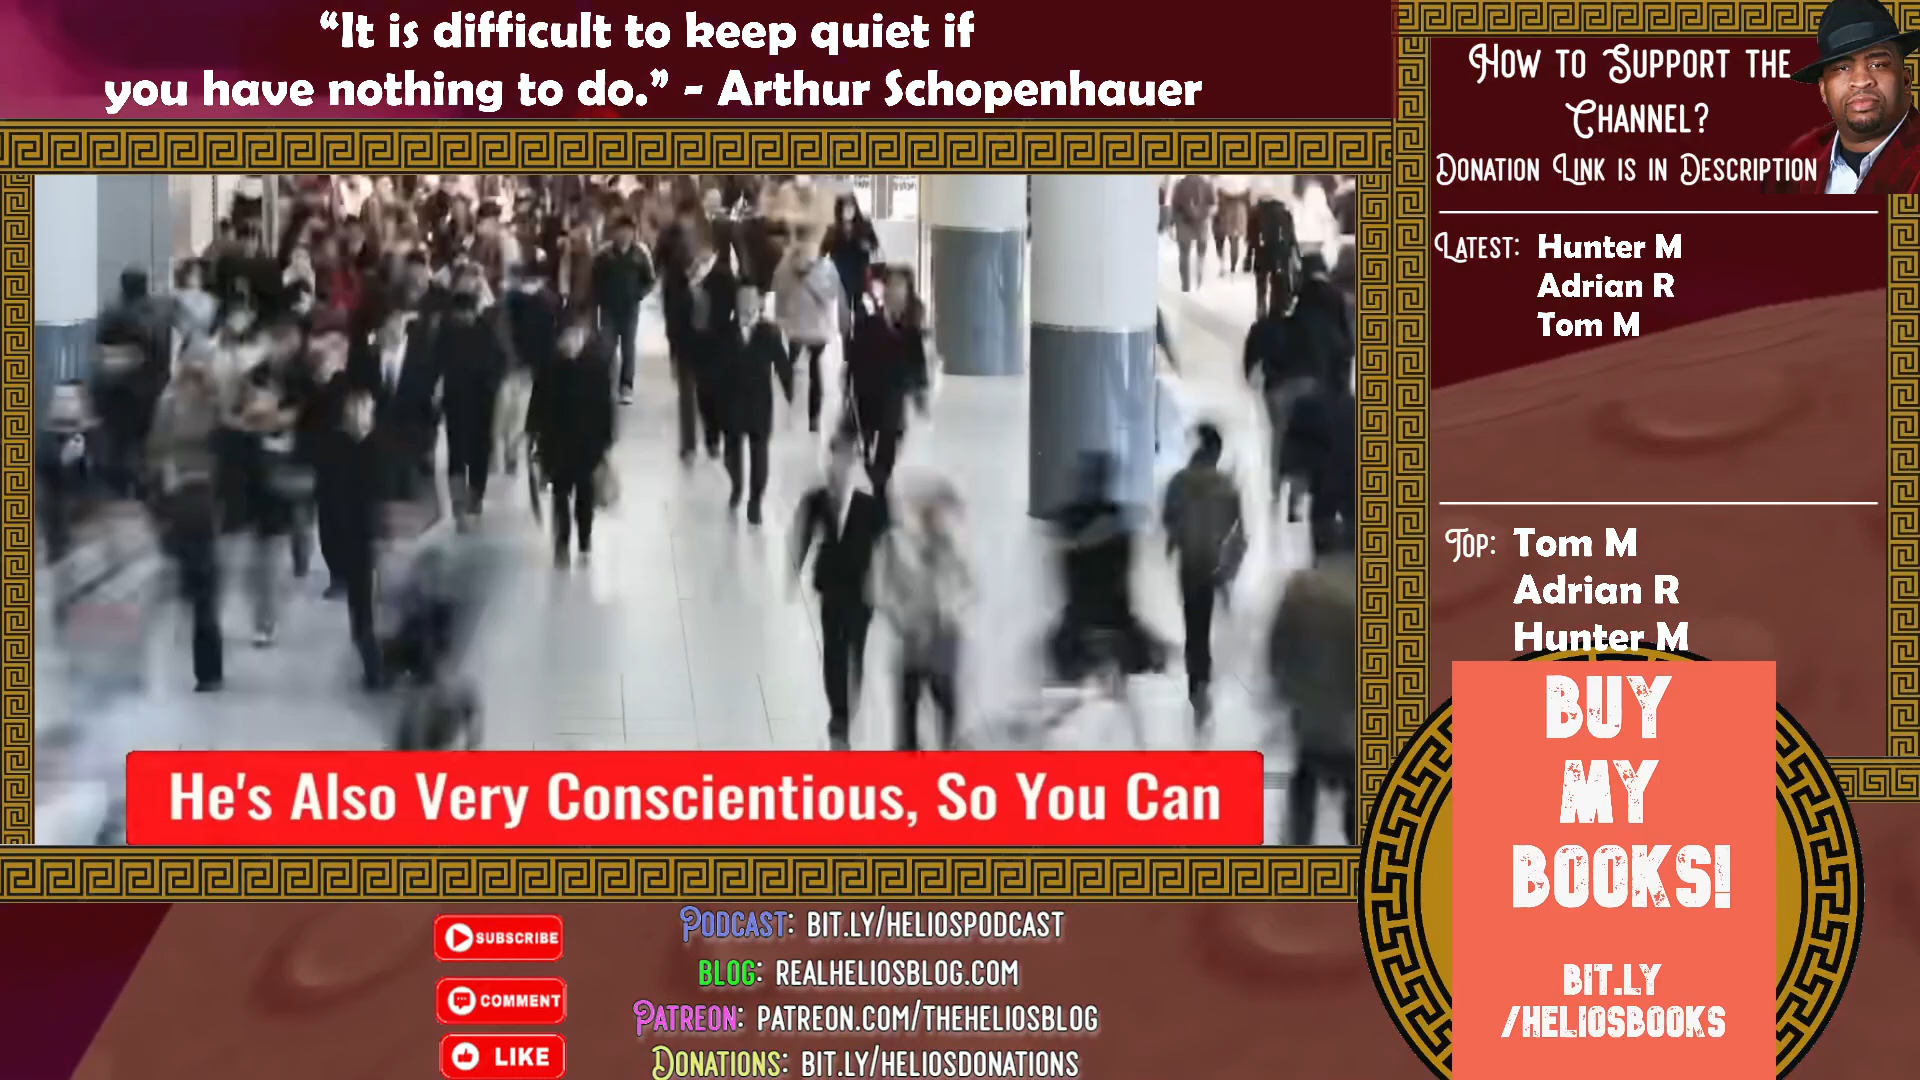 “It is difficult to keep quiet if
you have nothing to do.” - Arthur Schopenhauer
How to Support the
Channel?
Donation Link is in Description
Latest: Hunter M
Adrian R
Tom M
Top: Tom M
Adrian R
Hunter M
He's Also Very Conscientious, So You Can
BUY
MY
BOOKS!
BIT.LY
/HELIOSBOOKS
SUBSCRIBE
COMMENT
LIKE
Podcast: bit.ly/heliospodcast
Blog: realheliosblog.com
Patreon: patreon.com/theheliosblog
Donations: bit.ly/heliosdonations